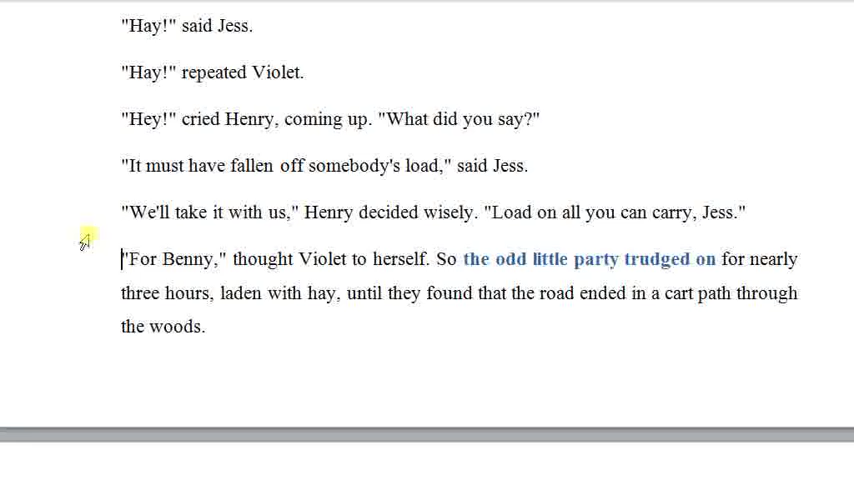 "Hay!" said Jess.
"Hay!" repeated Violet.
"Hey!" cried Henry, coming up. "What did you say?"
"It must have fallen off somebody's load," said Jess.
"We'll take it with us," Henry decided wisely. "Load on all you can carry, Jess."
"For Benny," thought Violet to herself. So the odd little party trudged on for nearly
three hours, laden with hay, until they found that the road ended in a cart path through
the woods.